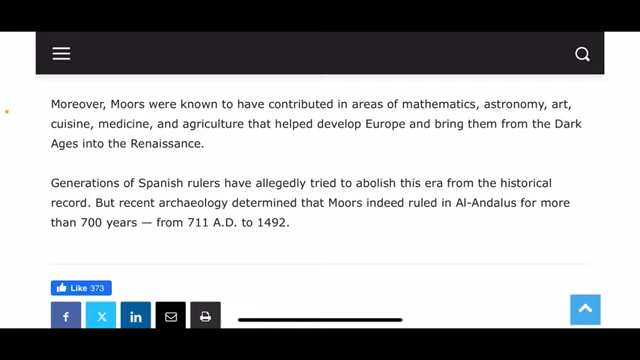 Moreover, Moors were known to have contributed in areas of mathematics, astronomy, art,
cuisine, medicine, and agriculture that helped develop Europe and bring them from the Dark
Ages into the Renaissance.
Generations of Spanish rulers have allegedly tried to abolish this era from the historical
record. But recent archaeology determined that Moors indeed ruled in Al-Andalus for more
than 700 years — from 711 A.D. to 1492.
Like 373